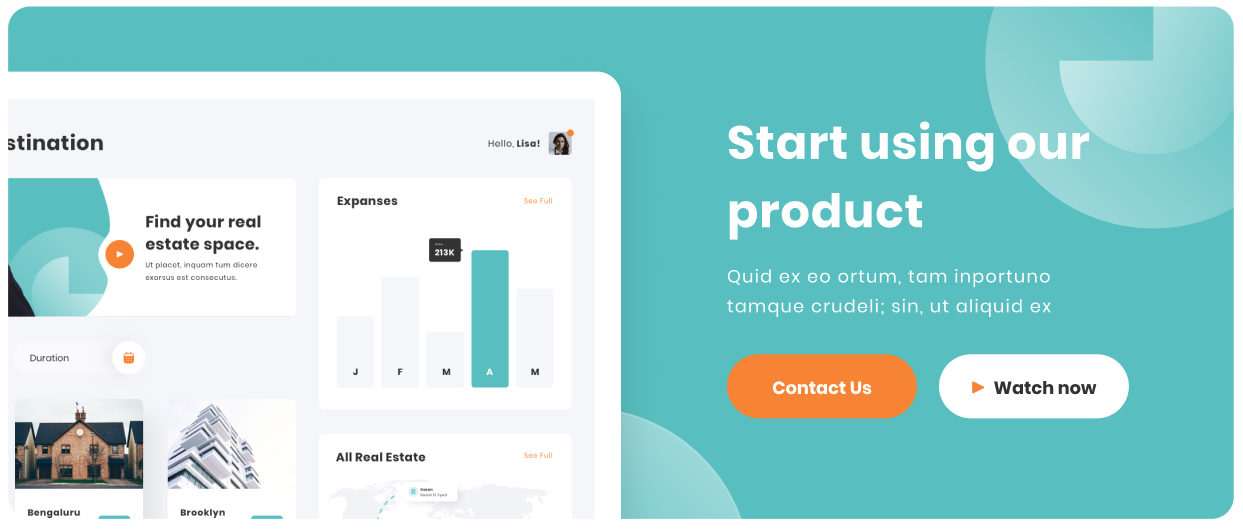 stination
Hello, Lisa!
Find your real
estate space.
Ut placet, inquam tum dicere
exorsus est consecutus.
Duration
Bengaluru
Brooklyn
Expanses
See Full
213K
J F M A M
All Real Estate
See Full
Start using our
product
Quid ex eo ortum, tam inportuno
tamque crudeli; sin, ut aliquid ex
Contact Us
Watch now